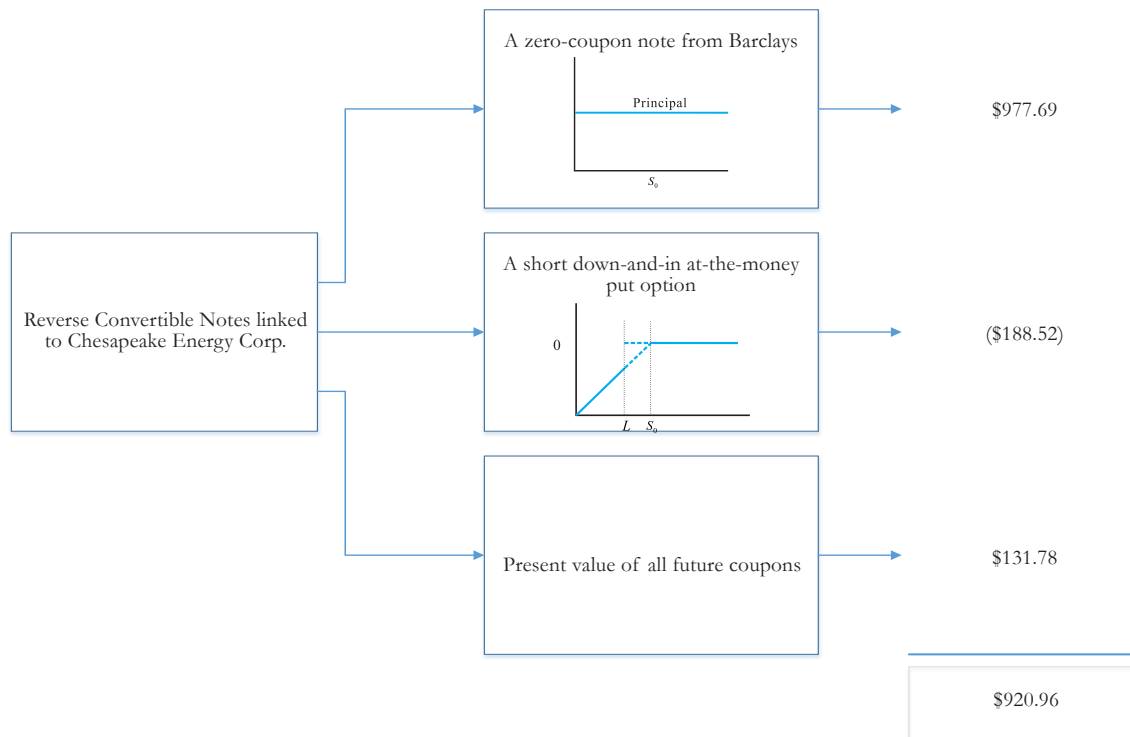 A zero-coupon note from Barclays
Principal
S₀
$977.69
Reverse Convertible Notes linked
to Chesapeake Energy Corp.
A short down-and-in at-the-money
put option
0
L S₀
($188.52)
Present value of all future coupons
$131.78
$920.96